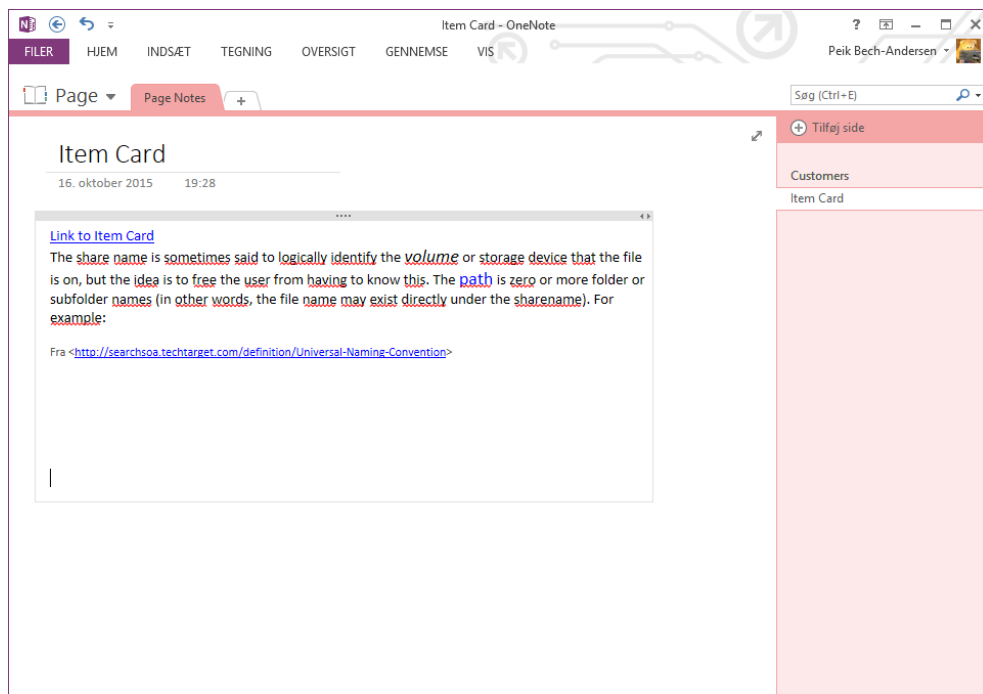 Item Card - OneNote
FILER HJEM INDSÆT TEGNING OVERSIGT GENNEMSE VIS
Peik Bech-Andersen
Page
Page Notes
Søg (Ctrl+E)
Tilføj side
Customers
Item Card
Item Card
16. oktober 2015 19:28
Link to Item Card
The share name is sometimes said to logically identify the volume or storage device that the file
is on, but the idea is to free the user from having to know this. The path is zero or more folder or
subfolder names (in other words, the file name may exist directly under the sharename). For
example:
Fra <http://searchsoa.techtarget.com/definition/Universal-Naming-Convention>